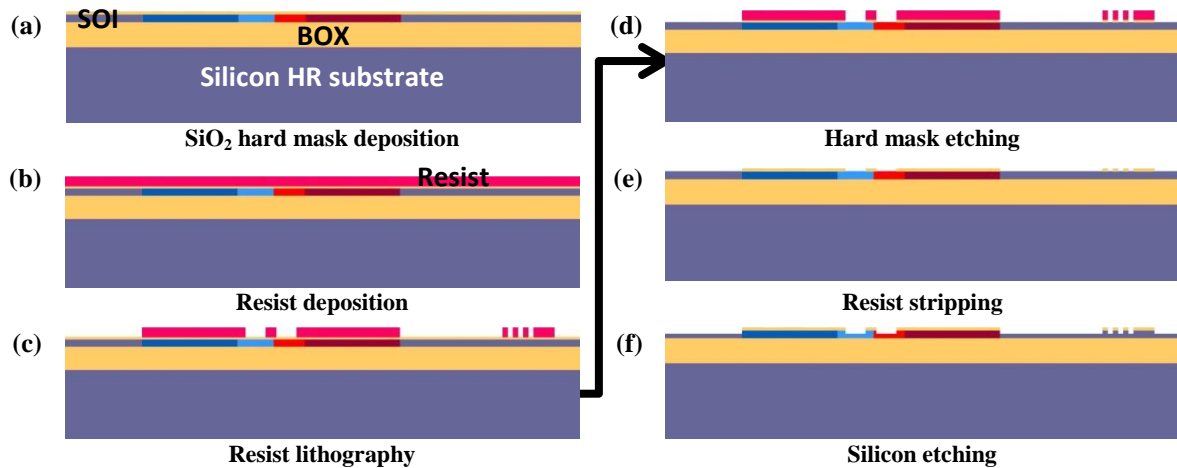 (a)
SOI
BOX
Silicon HR substrate
SiO₂ hard mask deposition
(b)
Resist
Resist deposition
(c)
Resist lithography
(d)
Hard mask etching
(e)
Resist stripping
(f)
Silicon etching